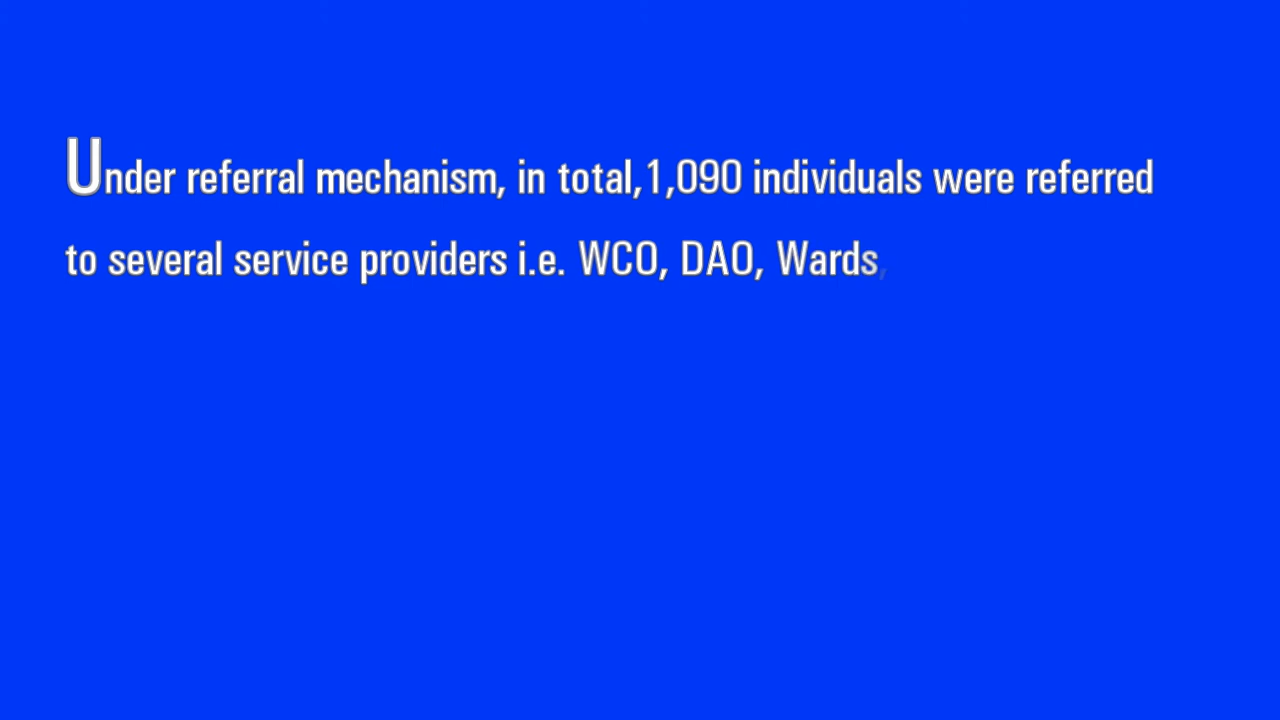 Under referral mechanism, in total,1,090 individuals were referred
to several service providers i.e. WCO, DAO, Wards,